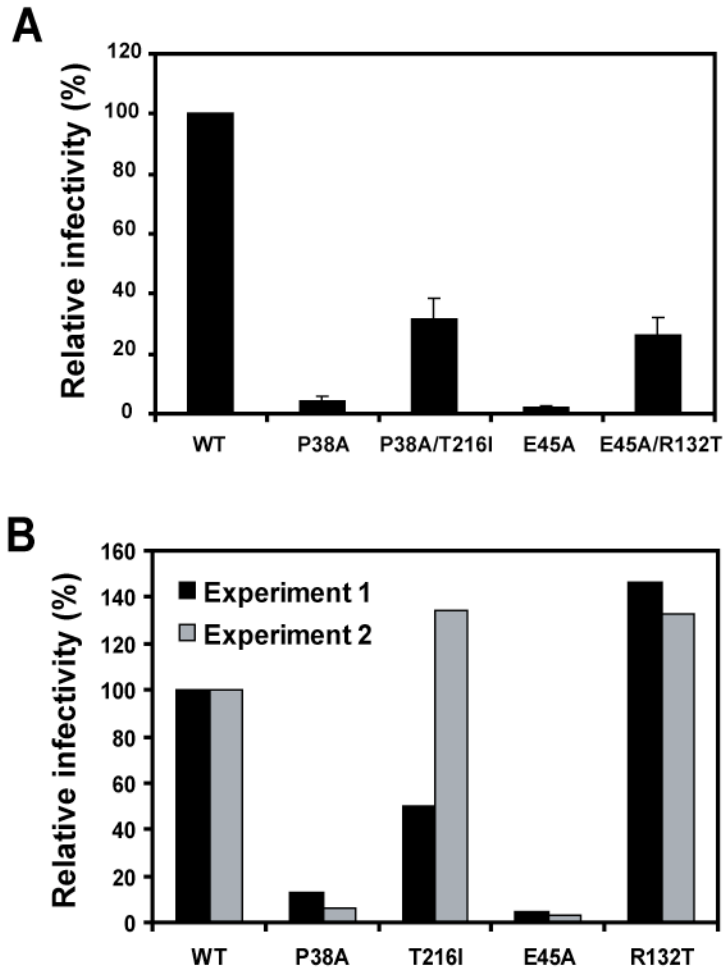 A
Relative infectivity (%)
120
100
80
60
40
20
0
WT P38A P38A/T216I E45A E45A/R132T
B
Relative infectivity (%)
160
140
120
100
80
60
40
20
0
Experiment 1
Experiment 2
WT P38A T216I E45A R132T